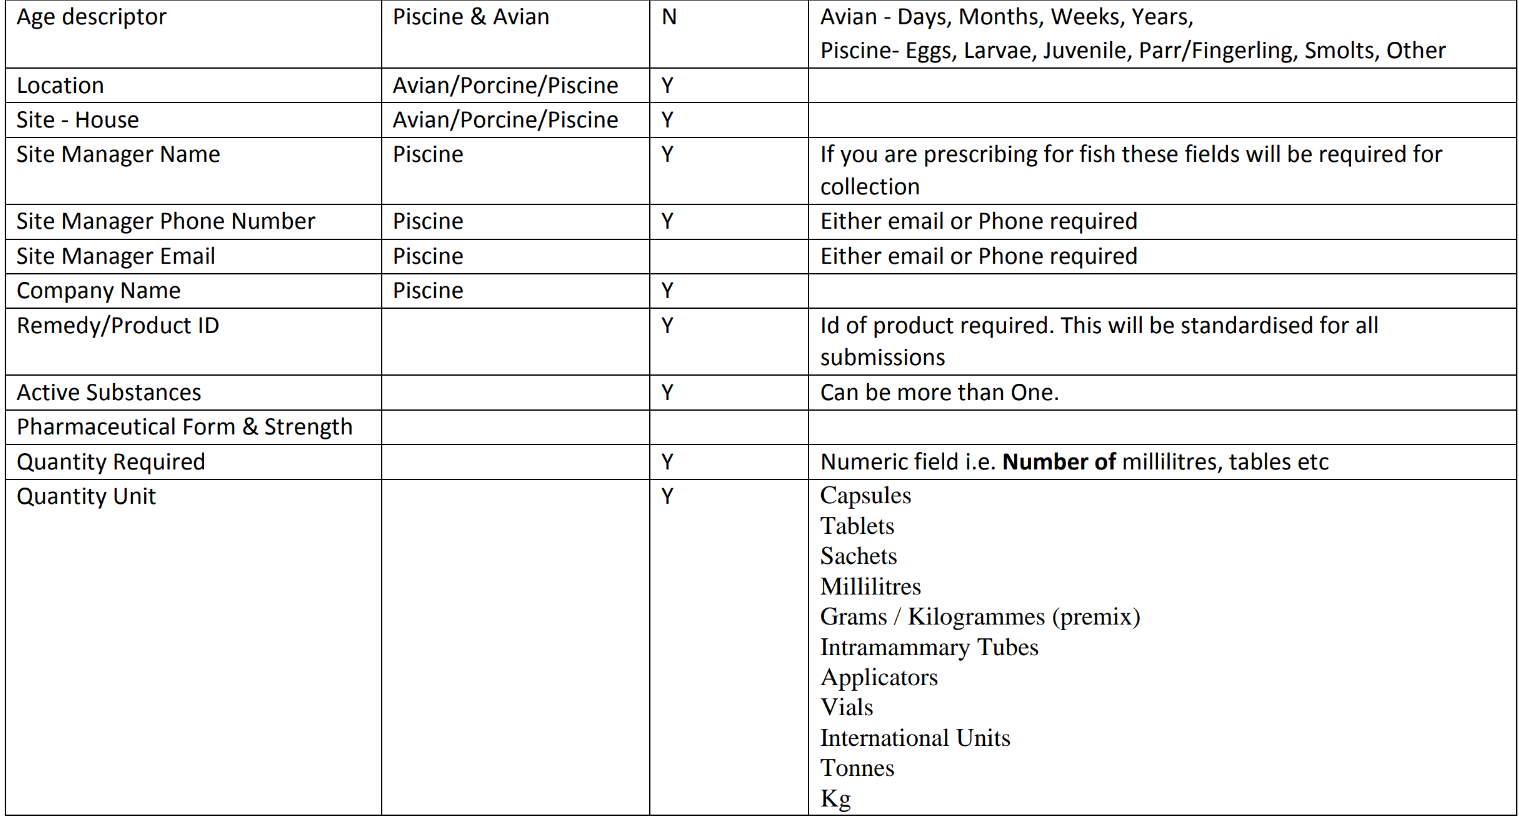 Age descriptor Piscine & Avian N Avian - Days, Months, Weeks, Years,
Piscine- Eggs, Larvae, Juvenile, Parr/Fingerling, Smolts, Other
Location Avian/Porcine/Piscine Y
Site - House Avian/Porcine/Piscine Y
Site Manager Name Piscine Y If you are prescribing for fish these fields will be required for
collection
Site Manager Phone Number Piscine Y Either email or Phone required
Site Manager Email Piscine Either email or Phone required
Company Name Piscine Y
Remedy/Product ID Y Id of product required. This will be standardised for all
submissions
Active Substances Y Can be more than One.
Pharmaceutical Form & Strength
Quantity Required Y Numeric field i.e. Number of millilitres, tables etc
Quantity Unit Y Capsules
Tablets
Sachets
Millilitres
Grams / Kilogrammes (premix)
Intramammary Tubes
Applicators
Vials
International Units
Tonnes
Kg